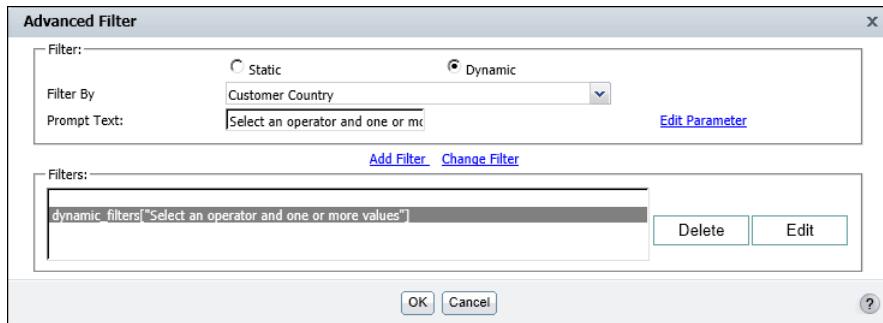 Advanced Filter x
Filter:
Static Dynamic
Filter By Customer Country
Prompt Text: Select an operator and one or mo Edit Parameter
Add Filter Change Filter
Filters:
dynamic_filters["Select an operator and one or more values"]
Delete Edit
OK Cancel ?